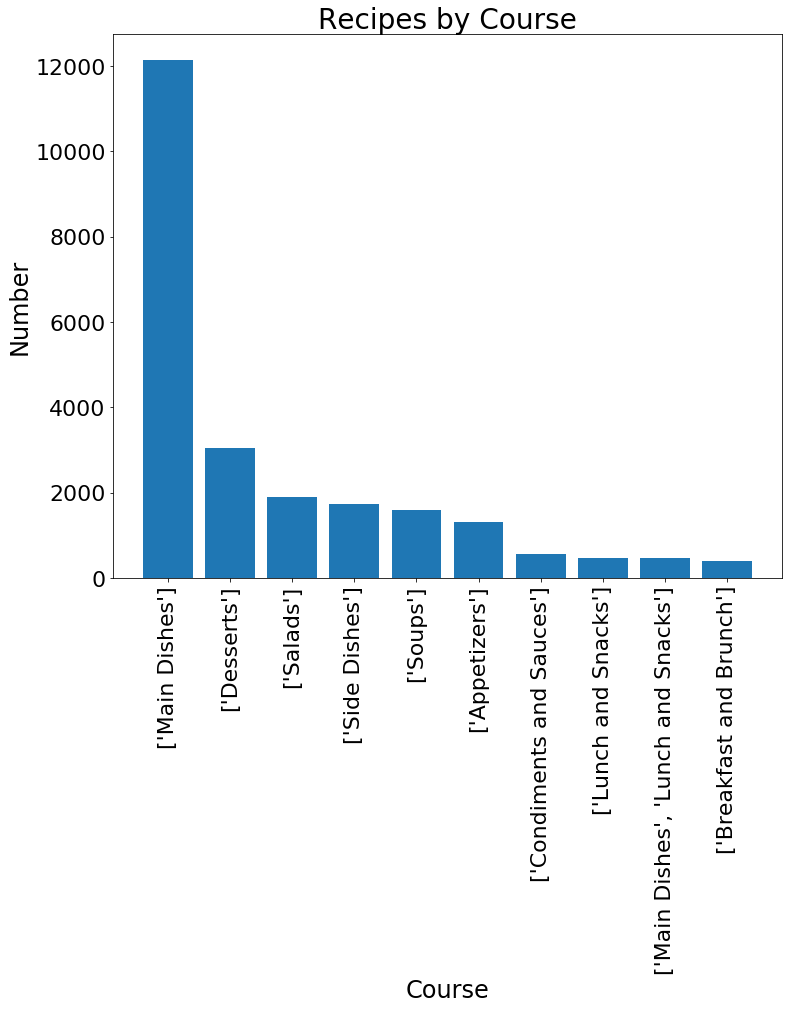 Recipes by Course
Number
12000
10000
8000
6000
4000
2000
0
['Main Dishes']
['Desserts']
['Salads']
['Side Dishes']
['Soups']
['Appetizers']
['Condiments and Sauces']
['Lunch and Snacks']
['Main Dishes', 'Lunch and Snacks']
['Breakfast and Brunch']
Course